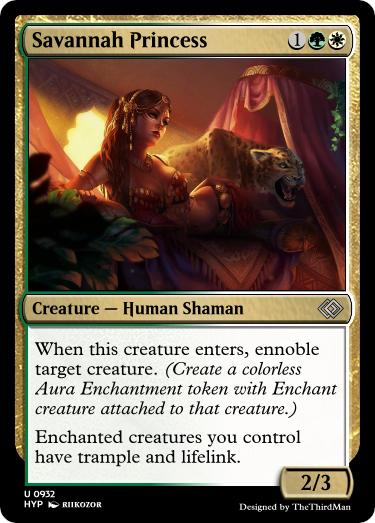 Savannah Princess 1
Creature — Human Shaman
When this creature enters, ennoble
target creature. (Create a colorless
Aura Enchantment token with Enchant
creature attached to that creature.)
Enchanted creatures you control
have trample and lifelink.
2/3
U 0932
HYP RIIKOZOR
Designed by TheThirdMan